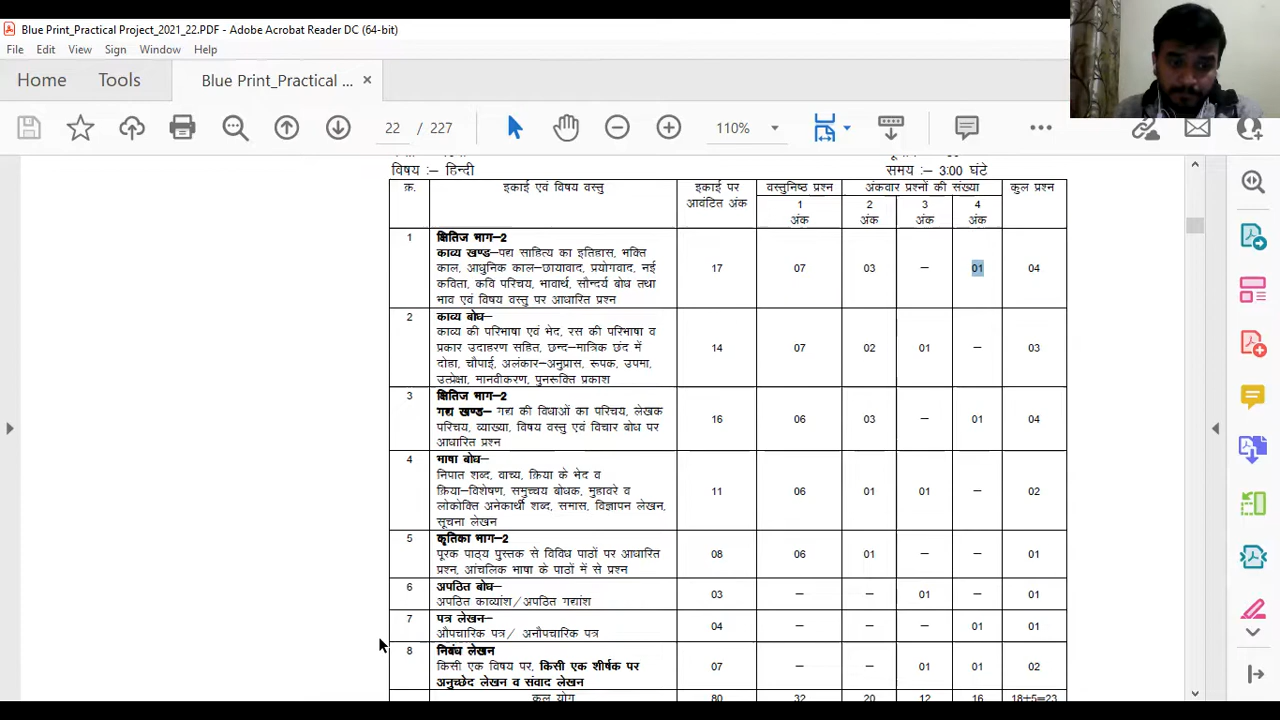 Blue Print_Practical Project_2021_22.PDF - Adobe Acrobat Reader DC (64-bit)
File Edit View Sign Window Help
Home Tools Blue Print_Practical ... ×
22 / 227 110%
विषय :– हिन्दी समय :– 3:00 घंटे
क्र. इकाई एवं विषय वस्तु इकाई पर आवंटित अंक वस्तुनिष्ठ प्रश्न अंकवार प्रश्नों की संख्या कुल प्रश्न
1 अंक 2 अंक 3 अंक 4 अंक
1 क्षितिज भाग–2
काव्य खण्ड–पद्य साहित्य का इतिहास, भक्ति
काल, आधुनिक काल–छायावाद, प्रयोगवाद, नई 17 07 03 – 01 04
कविता, कवि परिचय, भावार्थ, सौन्दर्य बोध तथा
भाव एवं विषय वस्तु पर आधारित प्रश्न
2 काव्य बोध–
काव्य की परिभाषा एवं भेद, रस की परिभाषा व
प्रकार उदाहरण सहित, छन्द–मात्रिक छंद में 14 07 02 01 – 03
दोहा, चौपाई, अलंकार–अनुप्रास, रूपक, उपमा,
उत्प्रेक्षा, मानवीकरण, पुनरूक्ति प्रकाश
3 क्षितिज भाग–2
गद्य खण्ड– गद्य की विधाओं का परिचय, लेखक 16 06 03 – 01 04
परिचय, व्याख्या, विषय वस्तु एवं विचार बोध पर
आधारित प्रश्न
4 भाषा बोध–
निपात शब्द, वाच्य, क्रिया के भेद व
क्रिया–विशेषण, समुच्चय बोधक, मुहावरे व 11 06 01 01 – 02
लोकोक्ति अनेकार्थी शब्द, समास, विज्ञापन लेखन,
सूचना लेखन
5 कृतिका भाग–2
पूरक पाठ्य पुस्तक से विविध पाठों पर आधारित 08 06 01 – – 01
प्रश्न, आंचलिक भाषा के पाठों में से प्रश्न
6 अपठित बोध–
अपठित काव्यांश/अपठित गद्यांश 03 – – 01 – 01
7 पत्र लेखन–
औपचारिक पत्र/ अनौपचारिक पत्र 04 – – – 01 01
8 निबंध लेखन
किसी एक विषय पर, किसी एक शीर्षक पर 07 – – 01 01 02
अनुच्छेद लेखन व संवाद लेखन
कुल योग 80 32 20 12 16 18+5=23